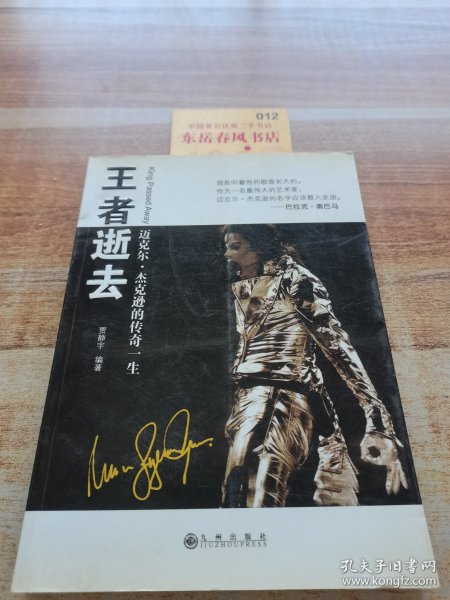 012
中国著名连锁二手书店
东岳春风书店
王者逝去
King Passed Away
迈克尔·杰克逊的传奇一生
贾静宇 编著
我是听着他的歌曲长大的。
作为一名最伟大的艺术家，
迈克尔·杰克逊的名字应该载入史册。
——巴拉克·奥巴马
九州出版社
JIUZHOUPRESS
孔夫子旧书网
www.kongfz.com